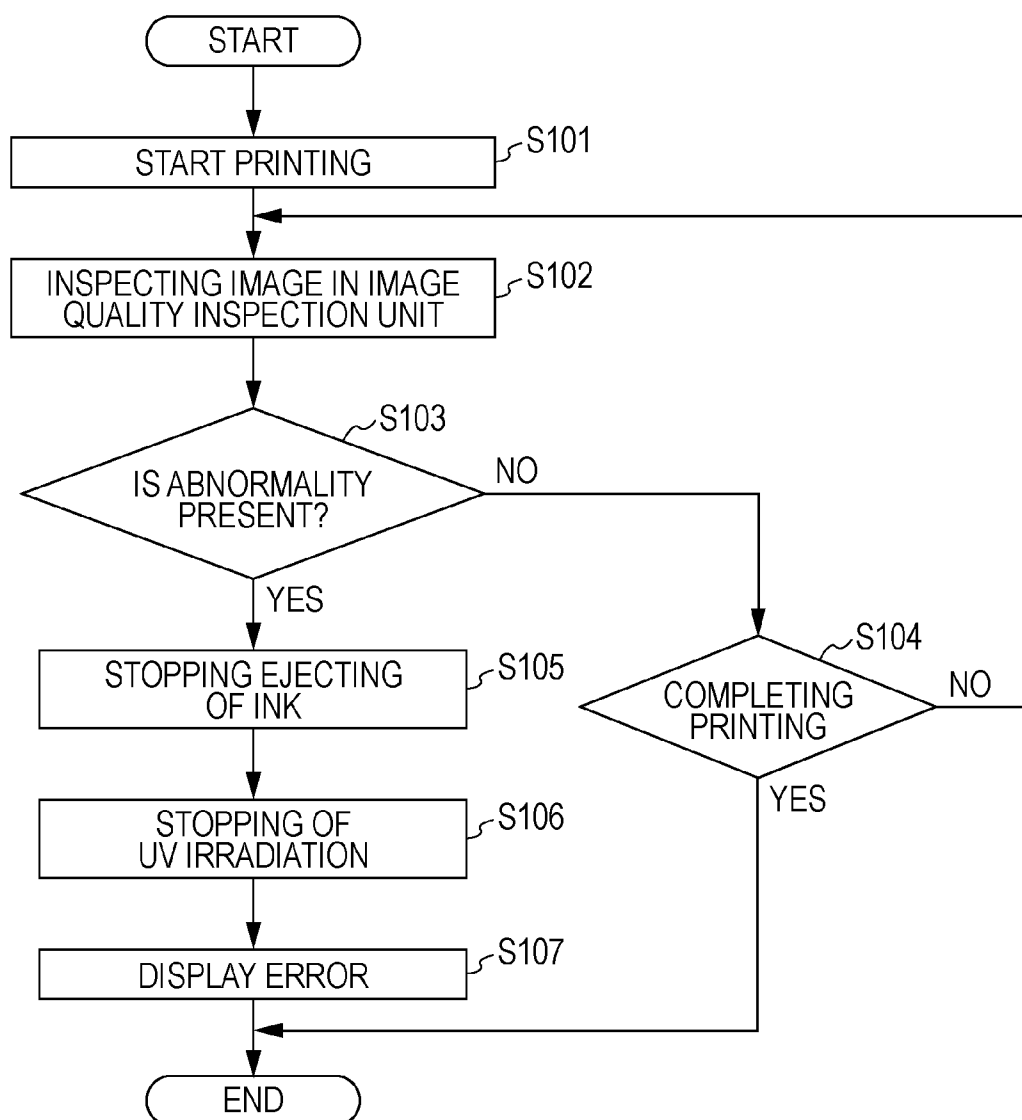 START
START PRINTING
S101
INSPECTING IMAGE IN IMAGE
QUALITY INSPECTION UNIT
S102
IS ABNORMALITY
PRESENT?
S103
NO
YES
COMPLETING
PRINTING
S104
NO
YES
STOPPING EJECTING
OF INK
S105
STOPPING OF
UV IRRADIATION
S106
DISPLAY ERROR
S107
END